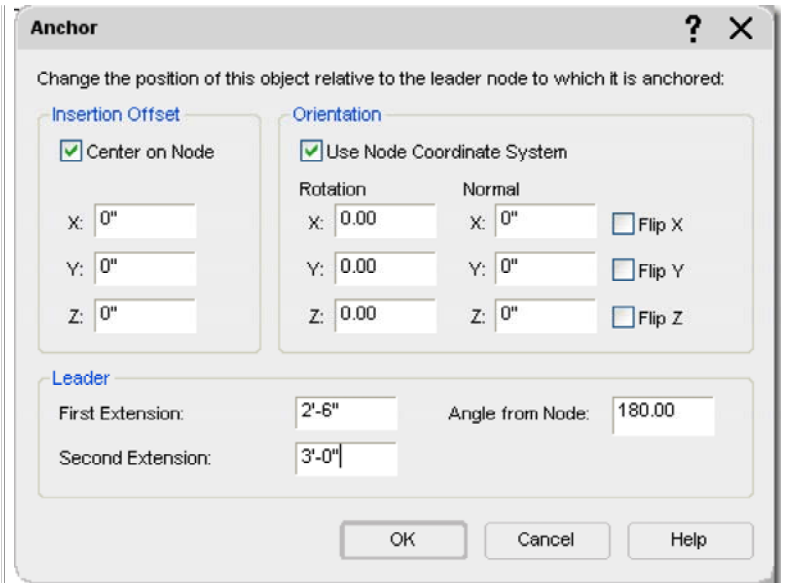 Anchor ? X
Change the position of this object relative to the leader node to which it is anchored:
Insertion Offset
Center on Node
X: 0"
Y: 0"
Z: 0"
Orientation
Use Node Coordinate System
Rotation Normal
X: 0.00 X: 0" Flip X
Y: 0.00 Y: 0" Flip Y
Z: 0.00 Z: 0" Flip Z
Leader
First Extension: 2'-6" Angle from Node: 180.00
Second Extension: 3'-0"
OK Cancel Help